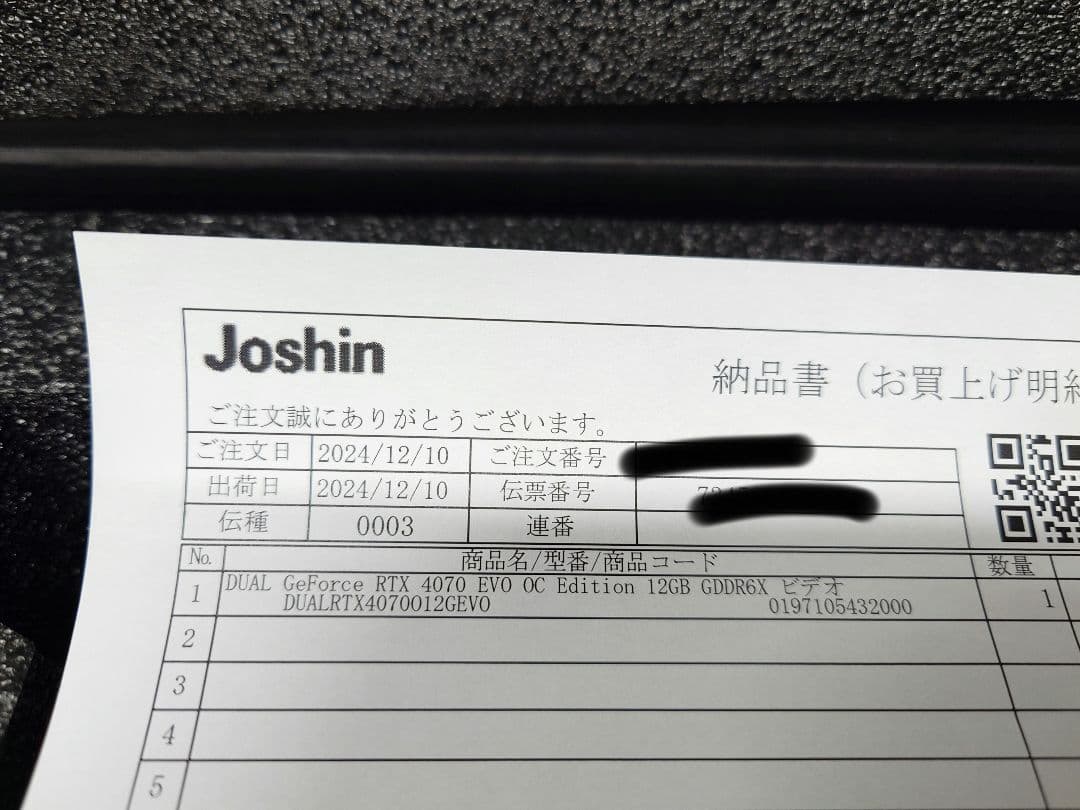 Joshin
納品書（お買上げ明細
ご注文誠にありがとうございます。
ご注文日 2024/12/10 ご注文番号
出荷日 2024/12/10 伝票番号
伝種 0003 連番
No. 商品名/型番/商品コード 数量
1 DUAL GeForce RTX 4070 EVO OC Edition 12GB GDDR6X ビデオ 1
DUALRTX4070O12GEVO 0197105432000
2
3
4
5